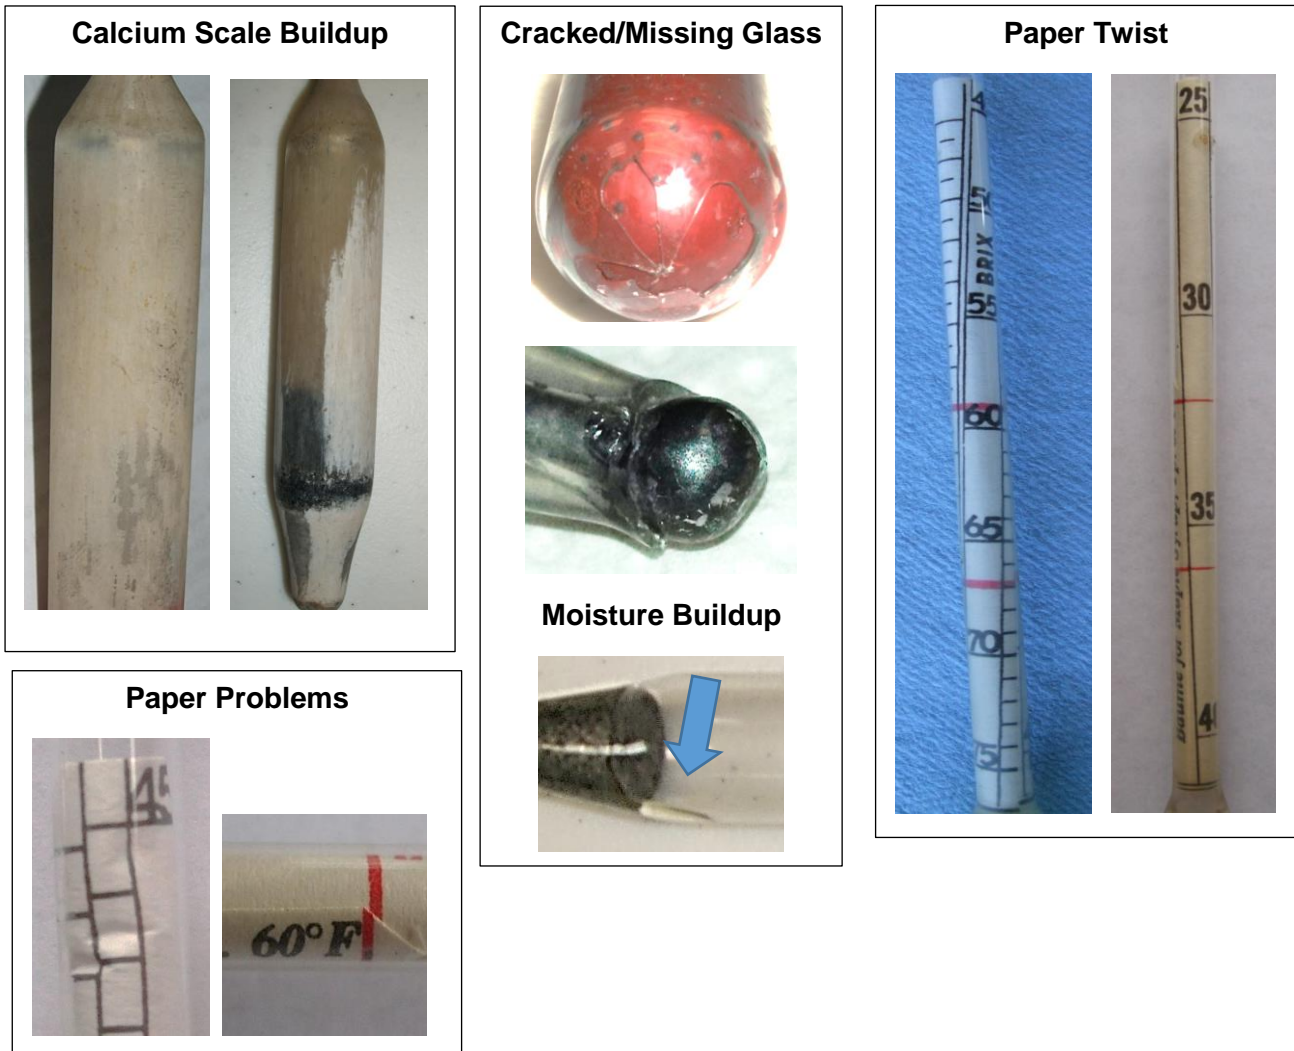 Calcium Scale Buildup
Cracked/Missing Glass
Moisture Buildup
Paper Twist
5
BRIX
55
60
65
70
75
25
30
35
Paper Problems
60°F